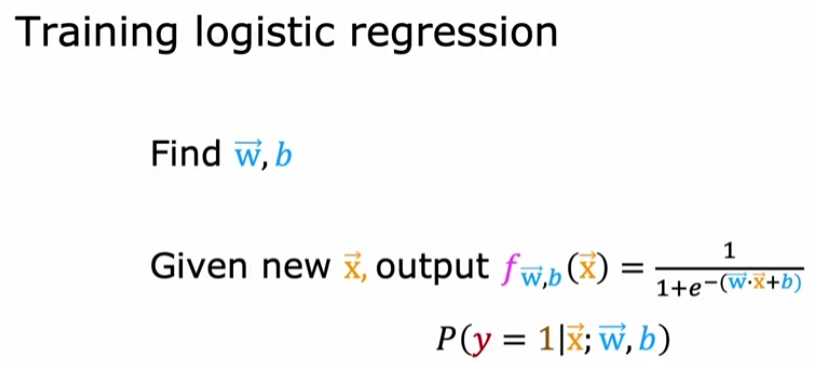 Training logistic regression
Find $\vec{w}, b$
Given new $\vec{x}$, output $f_{\vec{w},b}(\vec{x}) = \frac{1}{1+e^{-(\vec{w}\cdot\vec{x}+b)}}$
$P(y = 1|\vec{x}; \vec{w}, b)$